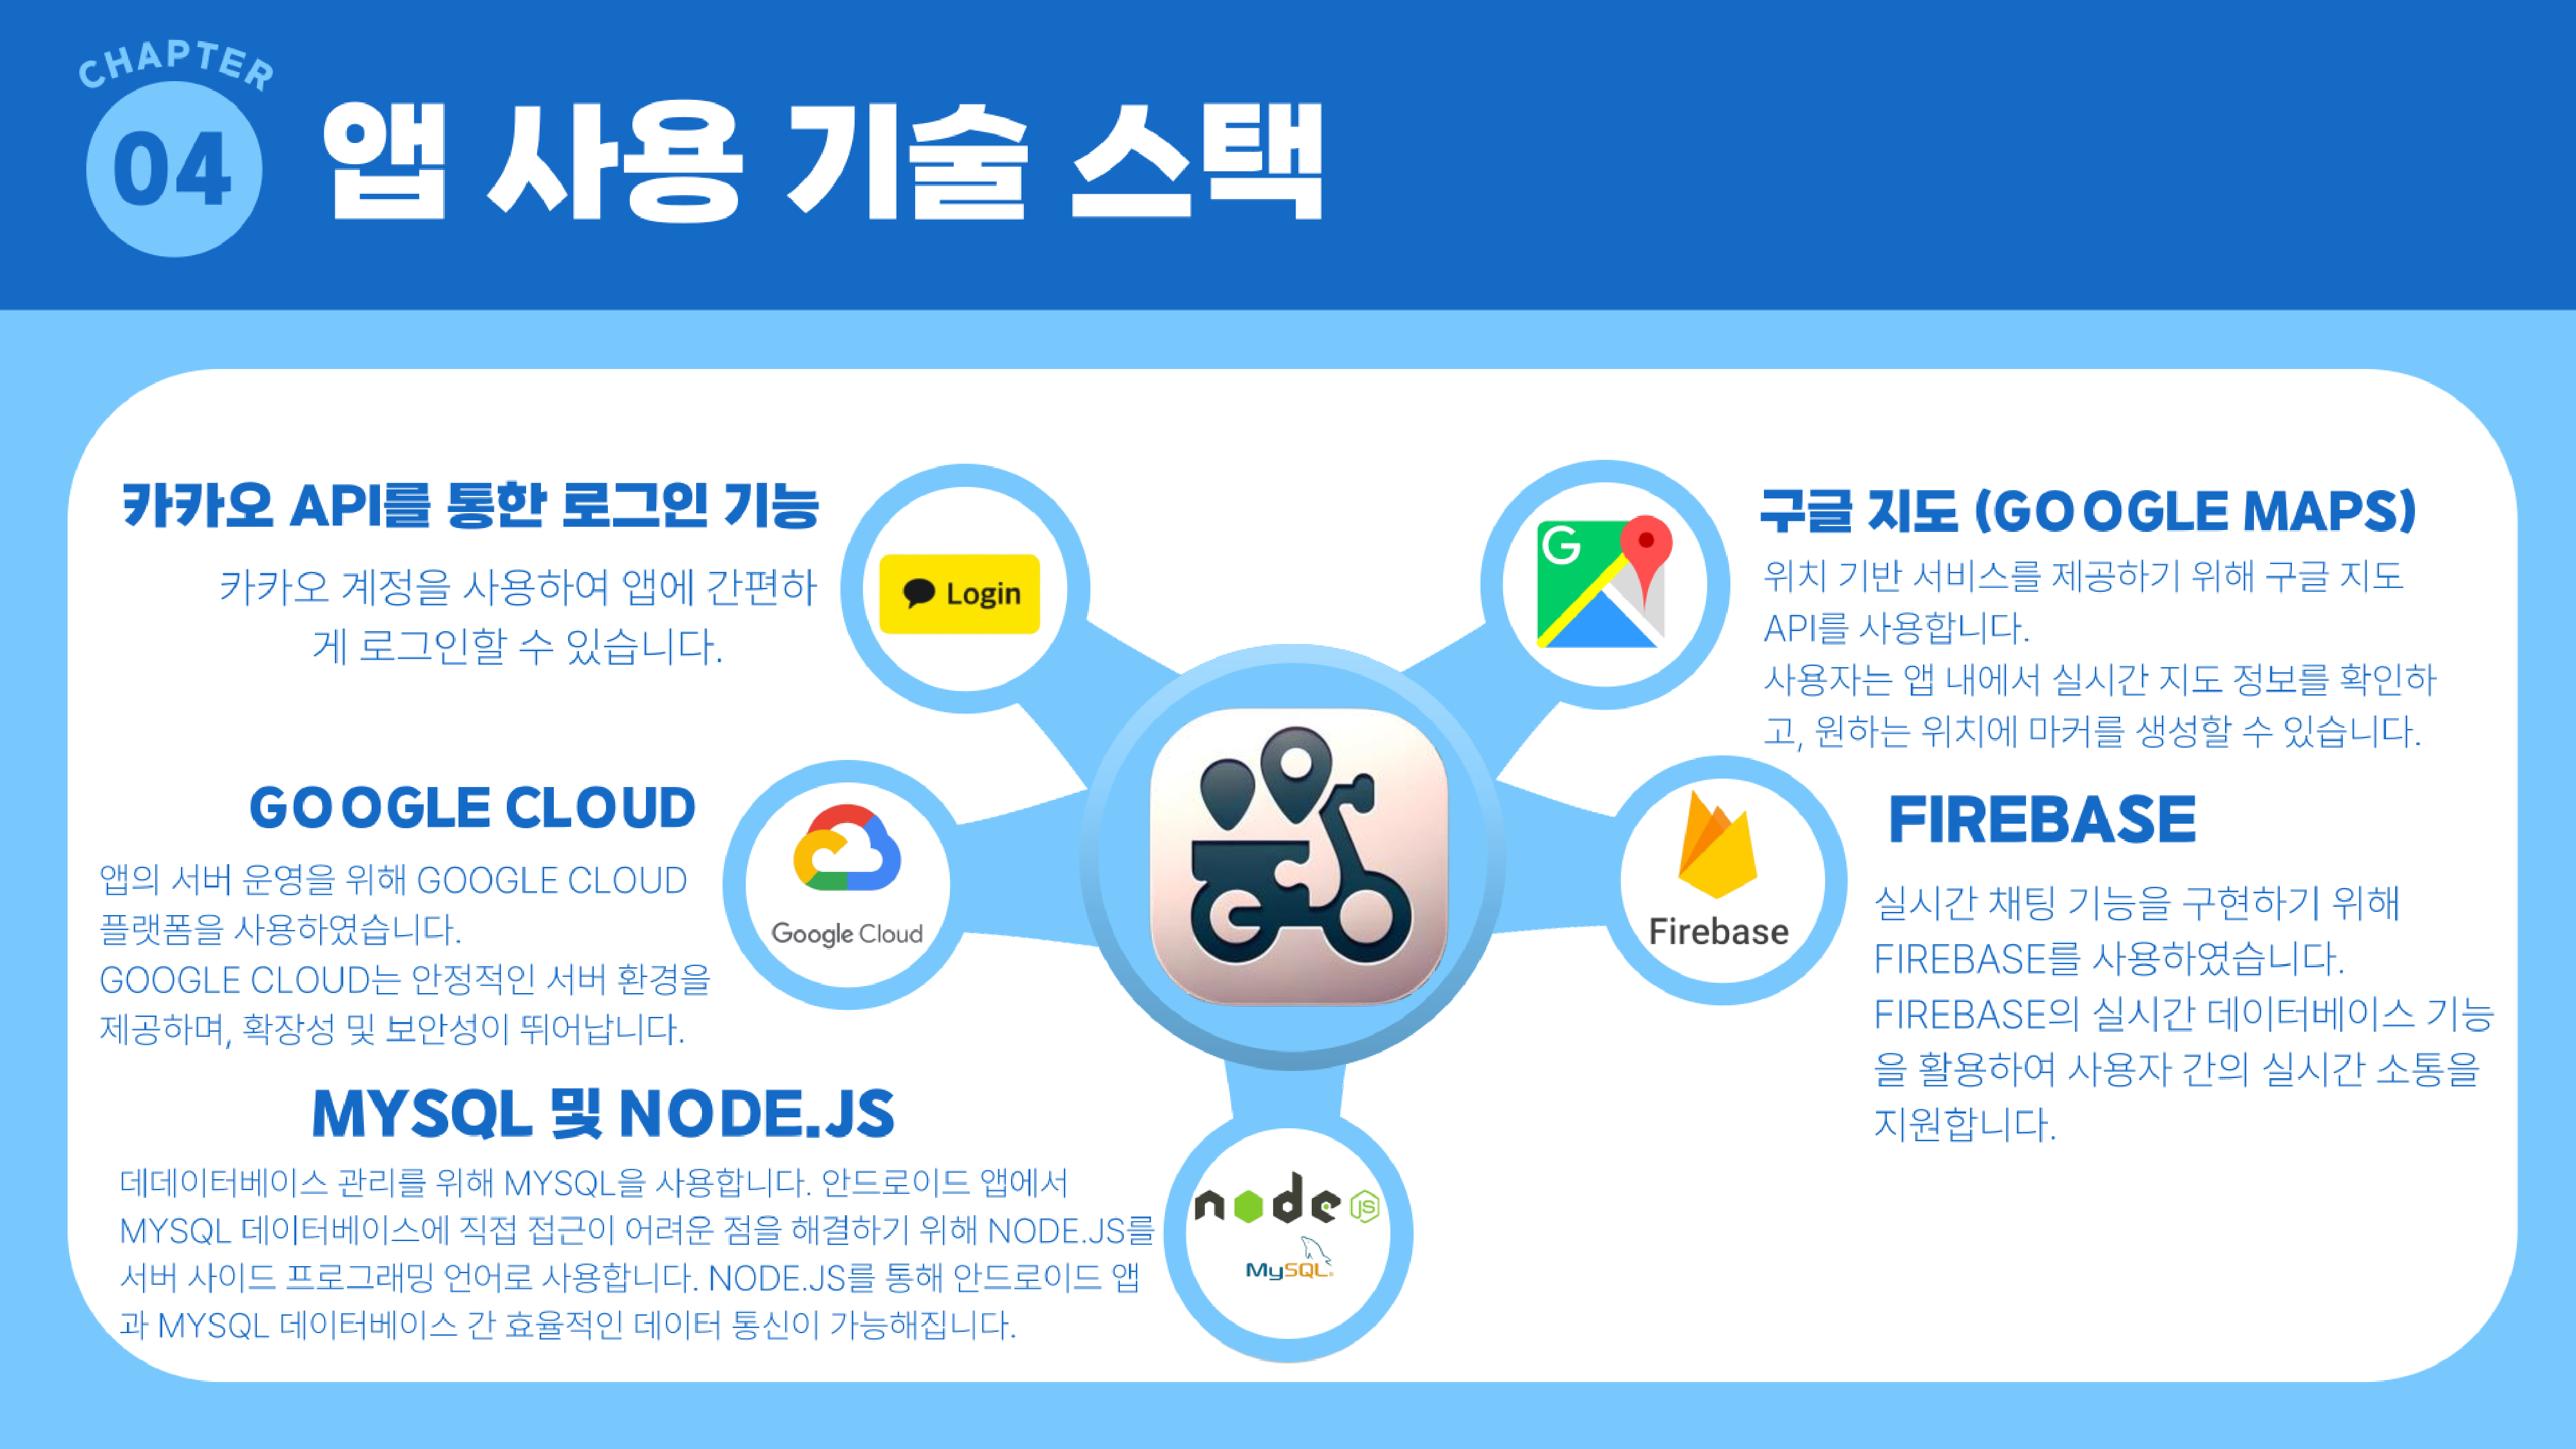 CHAPTER
04
앱 사용 기술 스택
카카오 API를 통한 로그인 기능
카카오 계정을 사용하여 앱에 간편하
게 로그인할 수 있습니다.
Login
구글 지도 (GOOGLE MAPS)
위치 기반 서비스를 제공하기 위해 구글 지도
API를 사용합니다.
사용자는 앱 내에서 실시간 지도 정보를 확인하
고, 원하는 위치에 마커를 생성할 수 있습니다.
G
GOOGLE CLOUD
앱의 서버 운영을 위해 GOOGLE CLOUD
플랫폼을 사용하였습니다.
GOOGLE CLOUD는 안정적인 서버 환경을
제공하며, 확장성 및 보안성이 뛰어납니다.
Google Cloud
Firebase
FIREBASE
실시간 채팅 기능을 구현하기 위해
FIREBASE를 사용하였습니다.
FIREBASE의 실시간 데이터베이스 기능
을 활용하여 사용자 간의 실시간 소통을
지원합니다.
MYSQL 및 NODE.JS
데데이터베이스 관리를 위해 MYSQL을 사용합니다. 안드로이드 앱에서
MYSQL 데이터베이스에 직접 접근이 어려운 점을 해결하기 위해 NODE.JS를
서버 사이드 프로그래밍 언어로 사용합니다. NODE.JS를 통해 안드로이드 앱
과 MYSQL 데이터베이스 간 효율적인 데이터 통신이 가능해집니다.
node JS
MySQL